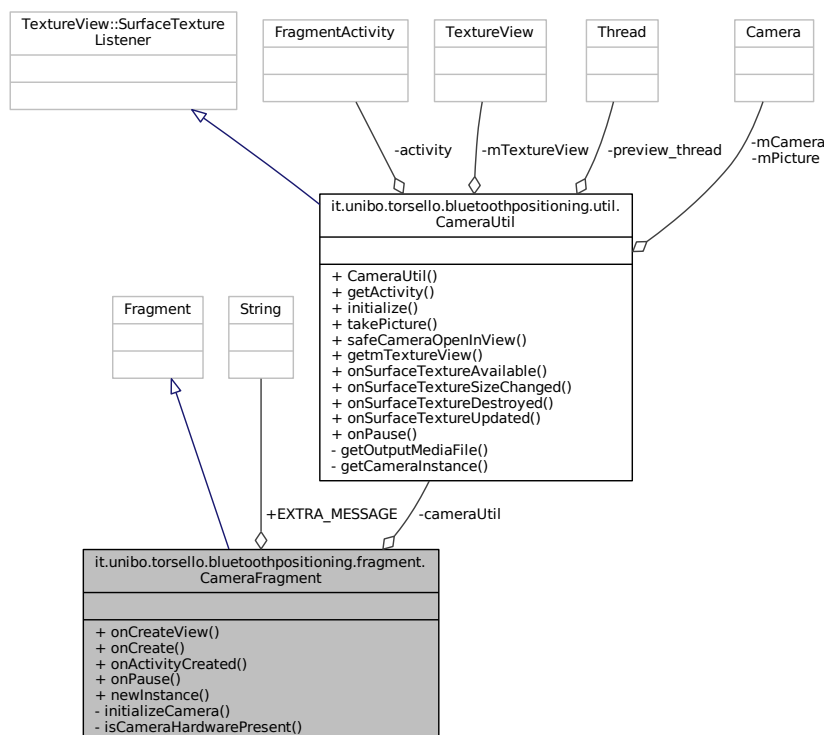 TextureView::SurfaceTexture
Listener
FragmentActivity
TextureView
Thread
Camera
-activity
-mTextureView
-preview_thread
-mCamera
-mPicture
it.unibo.torsello.bluetoothpositioning.util.
CameraUtil
+ CameraUtil()
+ getActivity()
+ initialize()
+ takePicture()
+ safeCameraOpenInView()
+ getmTextureView()
+ onSurfaceTextureAvailable()
+ onSurfaceTextureSizeChanged()
+ onSurfaceTextureDestroyed()
+ onSurfaceTextureUpdated()
+ onPause()
- getOutputMediaFile()
- getCameraInstance()
Fragment
String
+EXTRA_MESSAGE
-cameraUtil
it.unibo.torsello.bluetoothpositioning.fragment.
CameraFragment
+ onCreateView()
+ onCreate()
+ onActivityCreated()
+ onPause()
+ newInstance()
- initializeCamera()
- isCameraHardwarePresent()